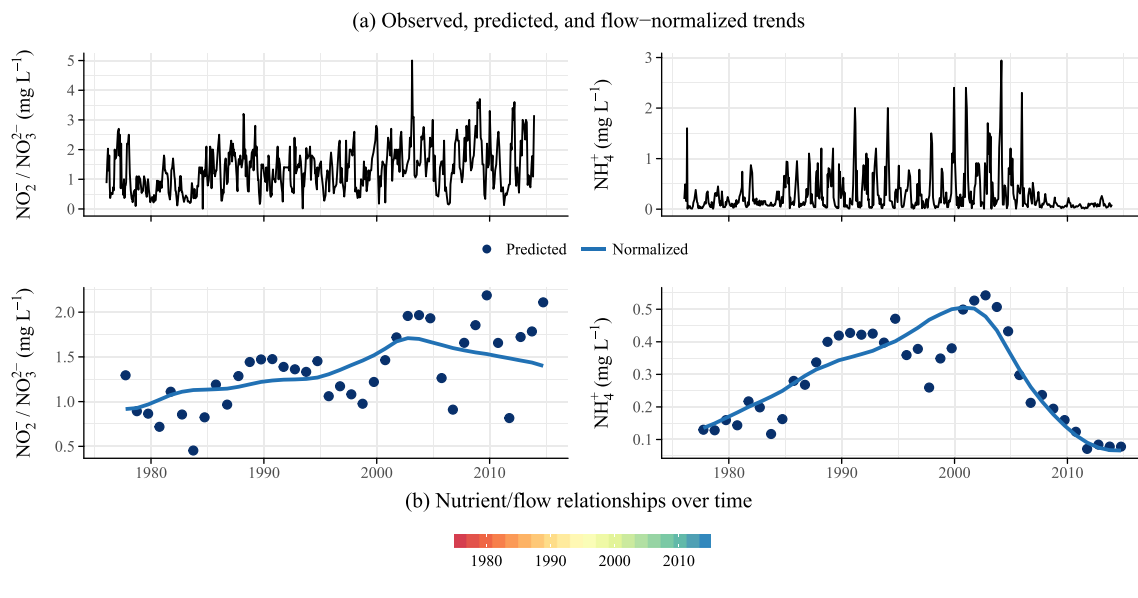 (a) Observed, predicted, and flow−normalized trends
NO₂⁻ / NO₃²⁻ (mg L⁻¹)
5
4
3
2
1
0
NH₄⁺ (mg L⁻¹)
3
2
1
0
Predicted Normalized
NO₂⁻ / NO₃²⁻ (mg L⁻¹)
2.0
1.5
1.0
0.5
1980 1990 2000 2010
NH₄⁺ (mg L⁻¹)
0.5
0.4
0.3
0.2
0.1
1980 1990 2000 2010
(b) Nutrient/flow relationships over time
1980 1990 2000 2010